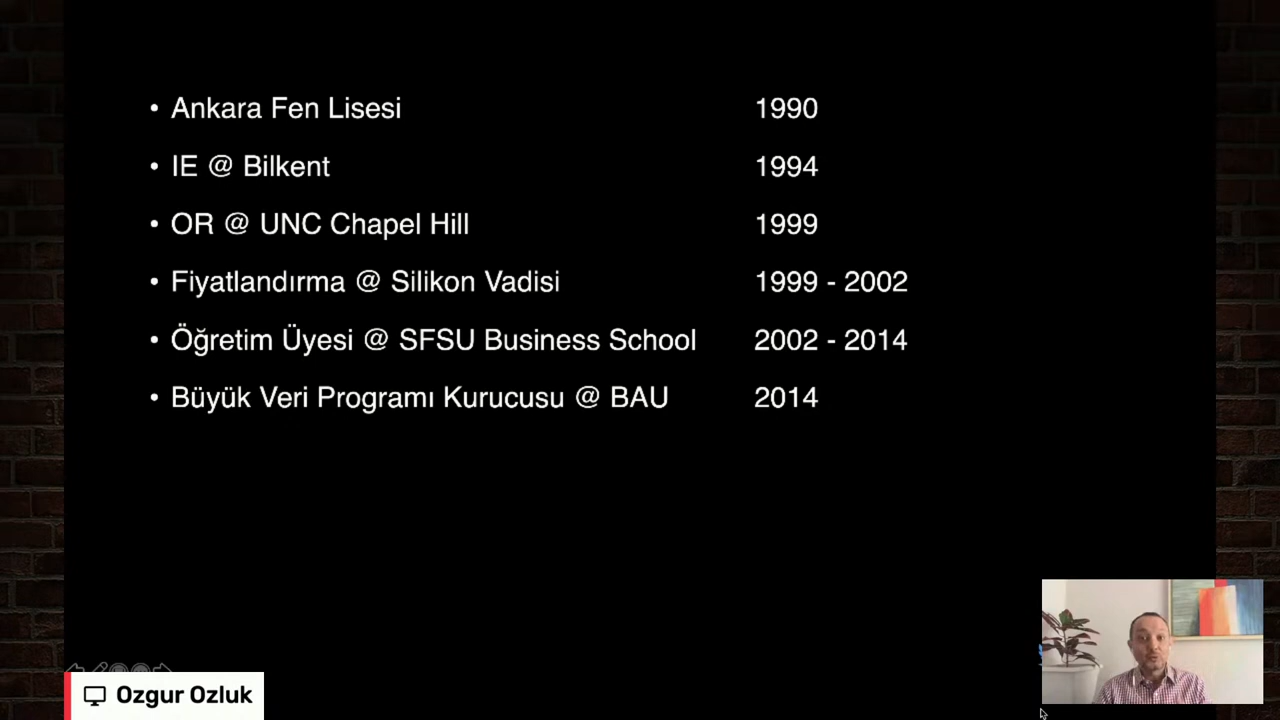 • Ankara Fen Lisesi 1990
• IE @ Bilkent 1994
• OR @ UNC Chapel Hill 1999
• Fiyatlandırma @ Silikon Vadisi 1999 - 2002
• Öğretim Üyesi @ SFSU Business School 2002 - 2014
• Büyük Veri Programı Kurucusu @ BAU 2014
Ozgur Ozluk